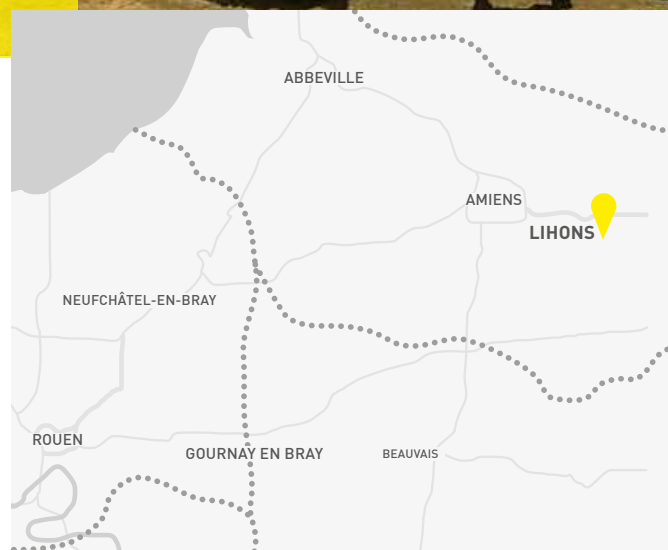 ABBEVILLE
AMIENS
LIHONS
NEUFCHÂTEL-EN-BRAY
ROUEN
GOURNAY EN BRAY
BEAUVAIS